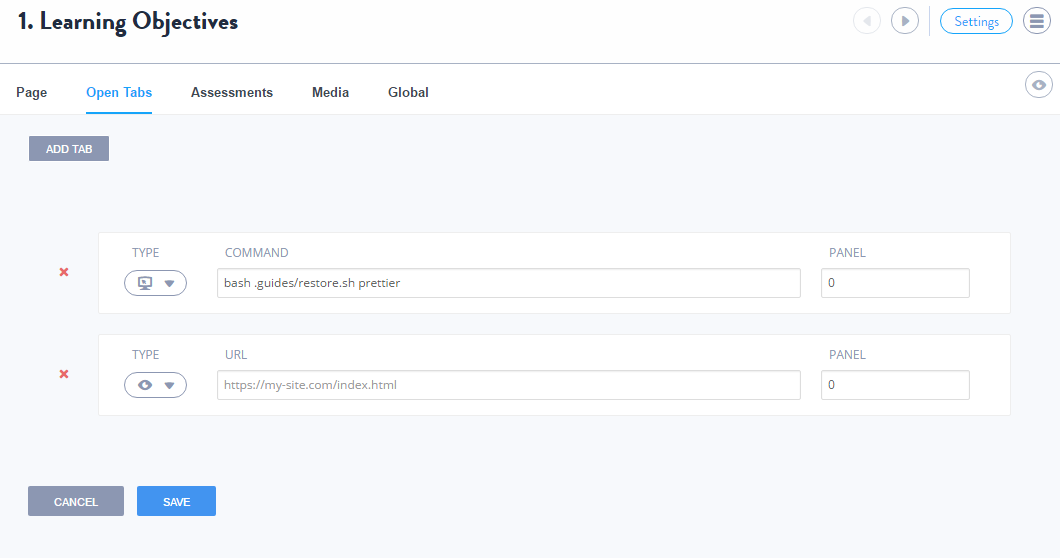 1. Learning Objectives
Settings
Page Open Tabs Assessments Media Global
ADD TAB
TYPE COMMAND PANEL
bash .guides/restore.sh prettier 0
TYPE URL PANEL
https://my-site.com/index.html 0
CANCEL SAVE